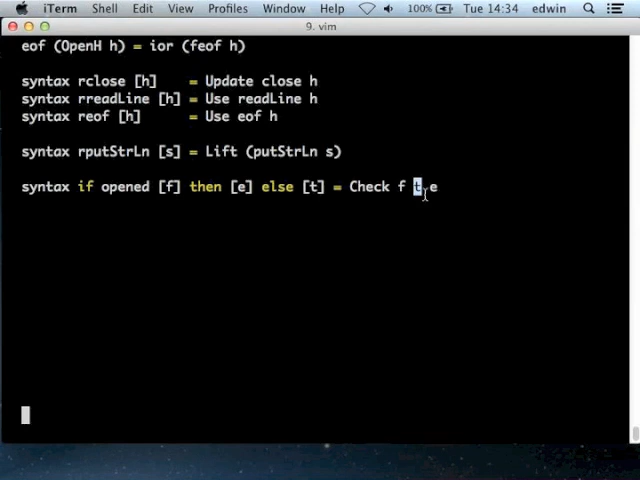 iTerm Shell Edit View Profiles Window Help 100% Tue 14:34 edwin
9. vim
eof (OpenH h) = ior (feof h)
syntax rclose [h] = Update close h
syntax rreadLine [h] = Use readLine h
syntax reof [h] = Use eof h
syntax rputStrLn [s] = Lift (putStrLn s)
syntax if opened [f] then [e] else [t] = Check f t e